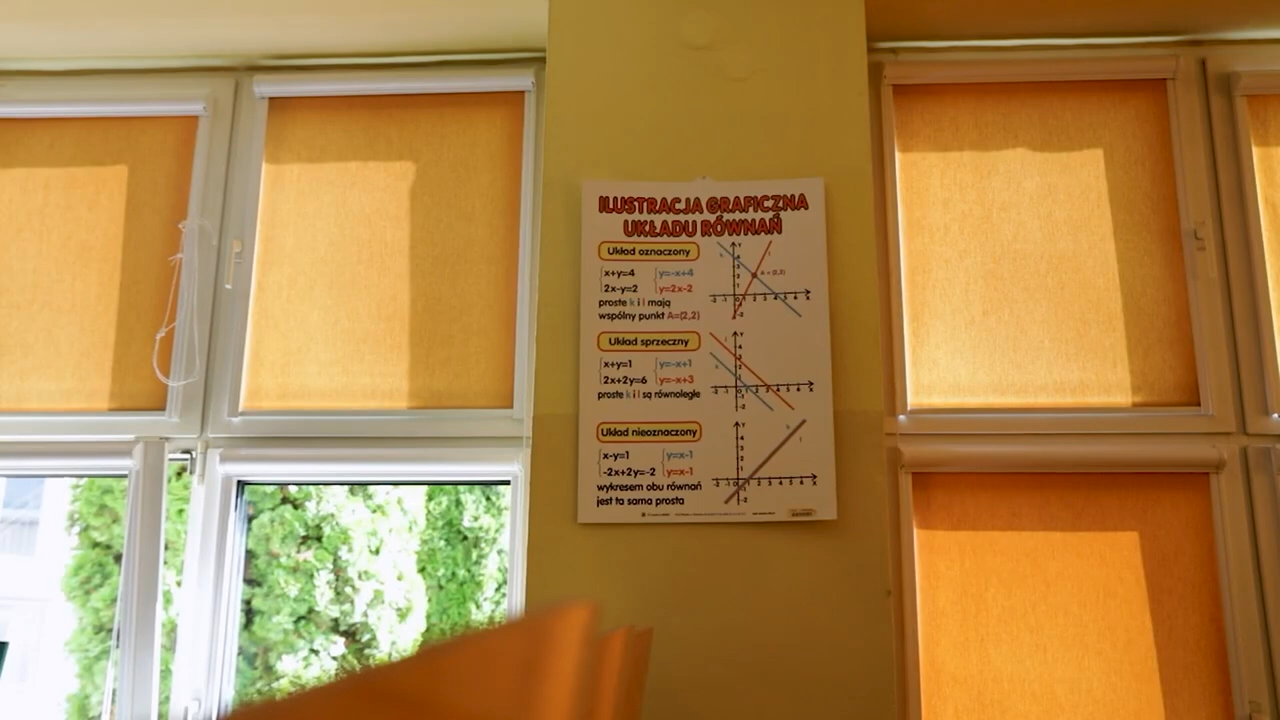 ILUSTRACJA GRAFICZNA
UKŁADU RÓWNAŃ
Układ oznaczony
x+y=4 y=-x+4
2x-y=2 y=2x-2
proste k i l mają
wspólny punkt A=(2,2)
A = (2,2)
Układ sprzeczny
x+y=1 y=-x+1
2x+2y=6 y=-x+3
proste k i l są równoległe
Układ nieoznaczony
x-y=1 y=x-1
-2x+2y=-2 y=x-1
wykresem obu równań
jest ta sama prosta